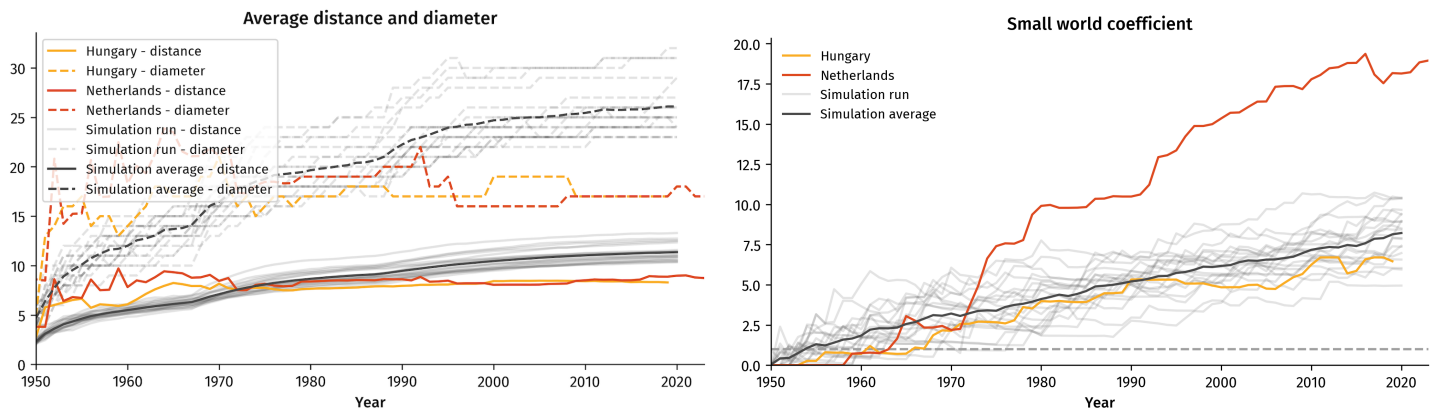 Average distance and diameter
Hungary - distance
Hungary - diameter
Netherlands - distance
Netherlands - diameter
Simulation run - distance
Simulation run - diameter
Simulation average - distance
Simulation average - diameter
30
25
20
15
10
5
0
1950 1960 1970 1980 1990 2000 2010 2020
Year
Small world coefficient
Hungary
Netherlands
Simulation run
Simulation average
20.0
17.5
15.0
12.5
10.0
7.5
5.0
2.5
0.0
1950 1960 1970 1980 1990 2000 2010 2020
Year